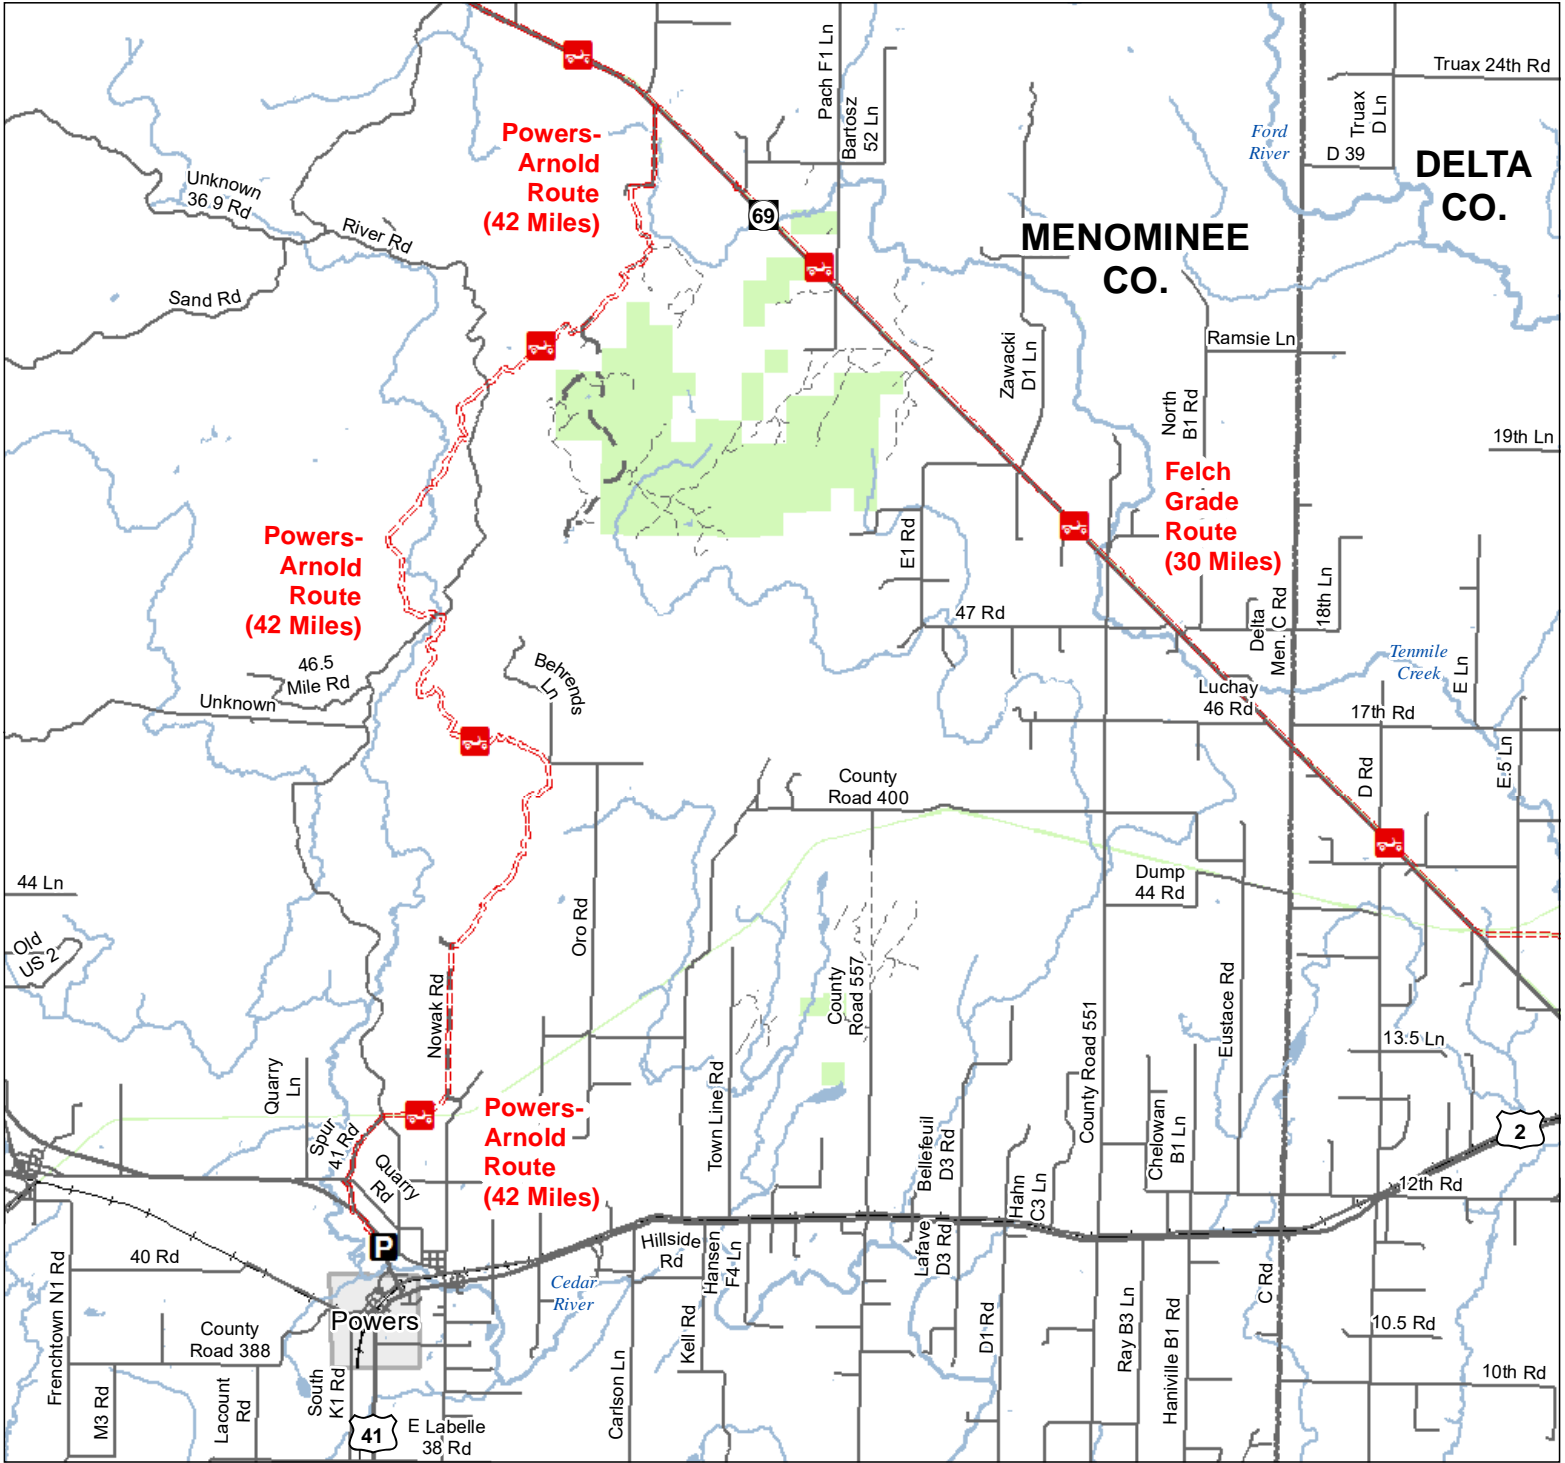 Truax 24th Rd
Pach F1 Ln
Bartosz
52 Ln
Truax
D Ln
D 39
Ford
River
DELTA
CO.
Powers-
Arnold
Route
(42 Miles)
Unknown
36.9 Rd
River Rd
69
MENOMINEE
CO.
Sand Rd
Ramsie Ln
Zawacki
D1 Ln
North
B1 Rd
19th Ln
Felch
Grade
Route
(30 Miles)
Powers-
Arnold
Route
(42 Miles)
E1 Rd
47 Rd
18th Ln
Delta
Men. C Rd
Tenmile
Creek
E Ln
46.5
Mile Rd
Behrends
Ln
Unknown
Luchay
46 Rd
17th Rd
E.5 Ln
D Rd
County
Road 400
44 Ln
Dump
44 Rd
Old
US 2
Oro Rd
Nowak Rd
County
Road 557
Eustace Rd
County Road 551
13.5 Ln
Quarry
Ln
Town Line Rd
Powers-
Arnold
Route
(42 Miles)
Spur
41 Rd
Quarry
Rd
Bellefeuil
D3 Rd
Chelowan
B1 Ln
2
12th Rd
Hahn
C3 Ln
P
40 Rd
Hillside
Rd
Hansen
F4 Ln
Lafave
D3 Rd
Cedar
River
C Rd
Frenchtown N1 Rd
Powers
County
Road 388
Kell Rd
D1 Rd
Ray B3 Ln
Haniville B1 Rd
10.5 Rd
10th Rd
M3 Rd
Lacount
Rd
South
K1 Rd
41
E Labelle
38 Rd
Carlson Ln